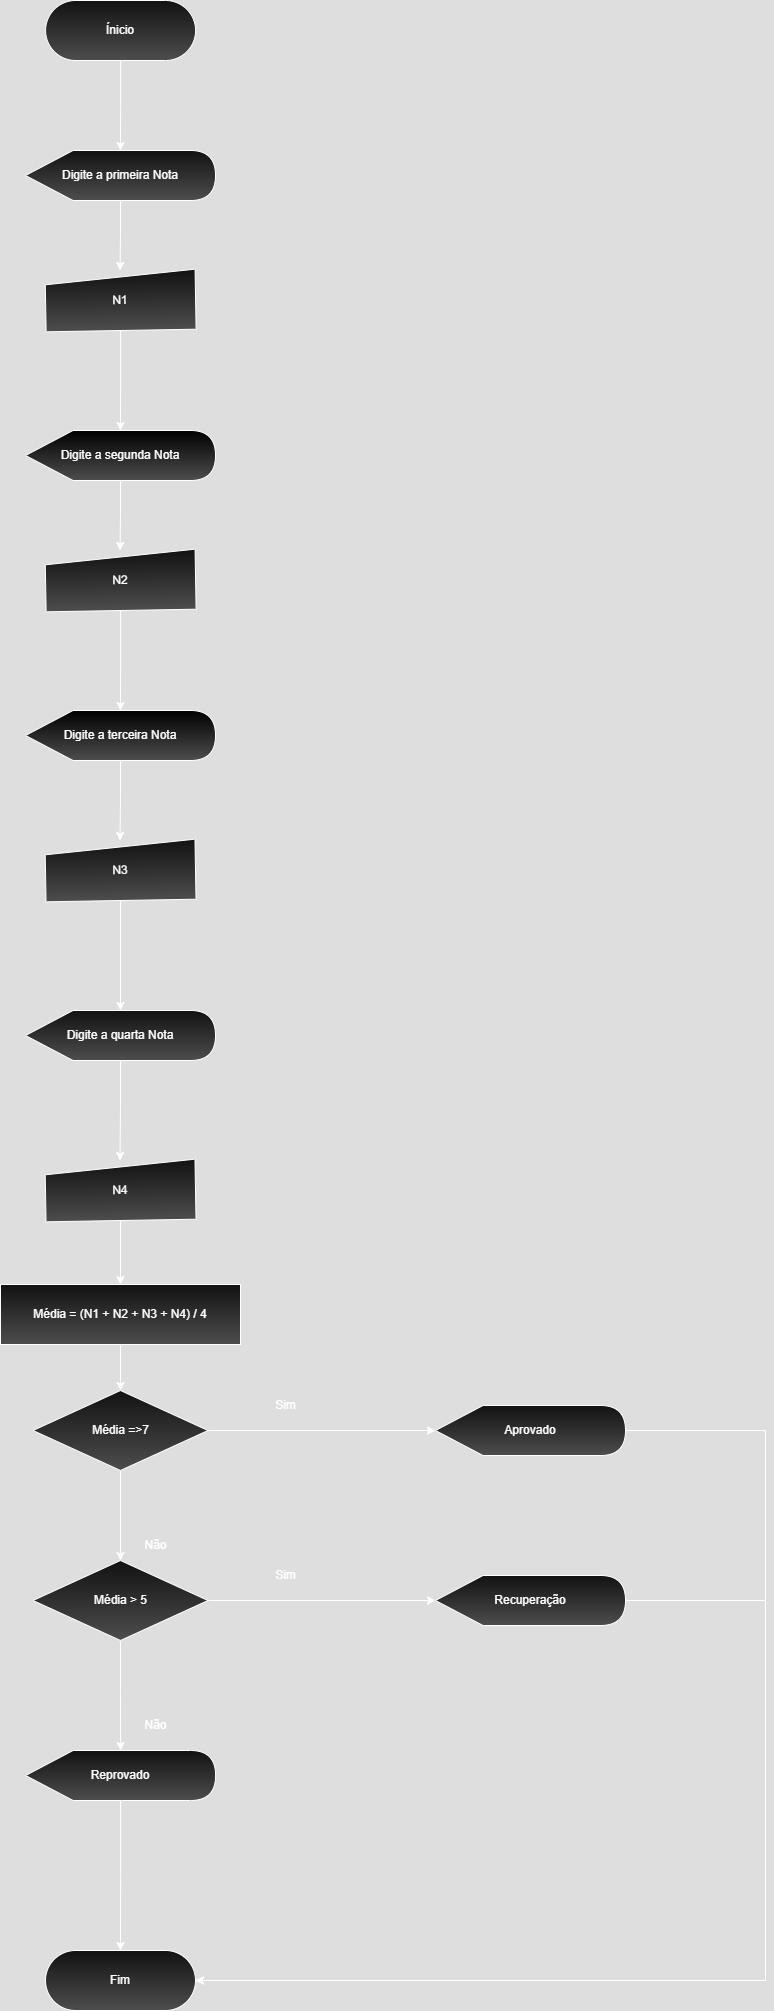 Ínicio
Digite a primeira Nota
N1
Digite a segunda Nota
N2
Digite a terceira Nota
N3
Digite a quarta Nota
N4
Média = (N1 + N2 + N3 + N4) / 4
Sim
Média =>7
Aprovado
Não
Sim
Média > 5
Recuperação
Não
Reprovado
Fim